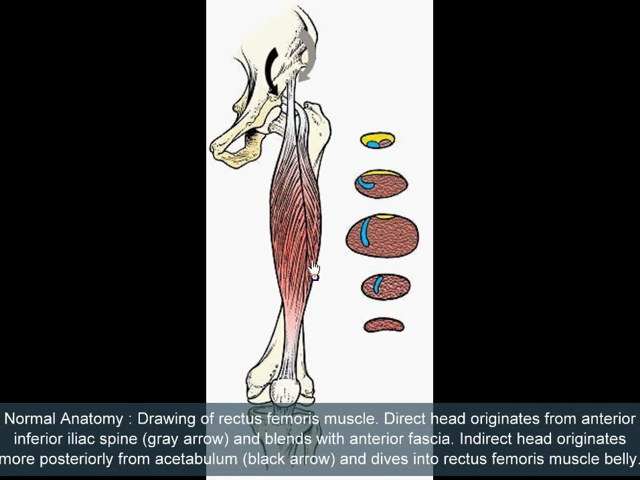 Normal Anatomy : Drawing of rectus femoris muscle. Direct head originates from anterior
inferior iliac spine (gray arrow) and blends with anterior fascia. Indirect head originates
more posteriorly from acetabulum (black arrow) and dives into rectus femoris muscle belly.